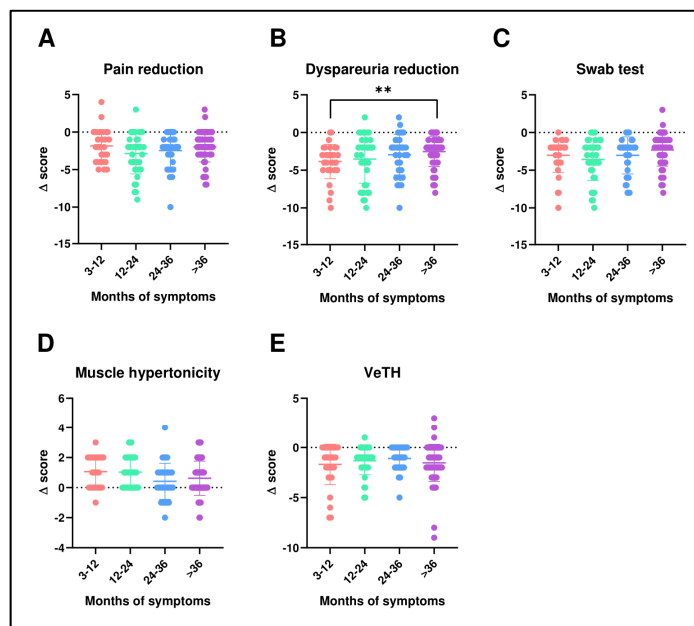 A
Pain reduction
Δ score
5
0
-5
-10
-15
3-12
12-24
24-36
>36
Months of symptoms
B
Dyspareuria reduction
**
Δ score
5
0
-5
-10
-15
3-12
12-24
24-36
>36
Months of symptoms
C
Swab test
Δ score
5
0
-5
-10
-15
3-12
12-24
24-36
>36
Months of symptoms
D
Muscle hypertonicity
Δ score
6
4
2
0
-2
-4
3-12
12-24
24-36
>36
Months of symptoms
E
VeTH
Δ score
5
0
-5
-10
3-12
12-24
24-36
>36
Months of symptoms